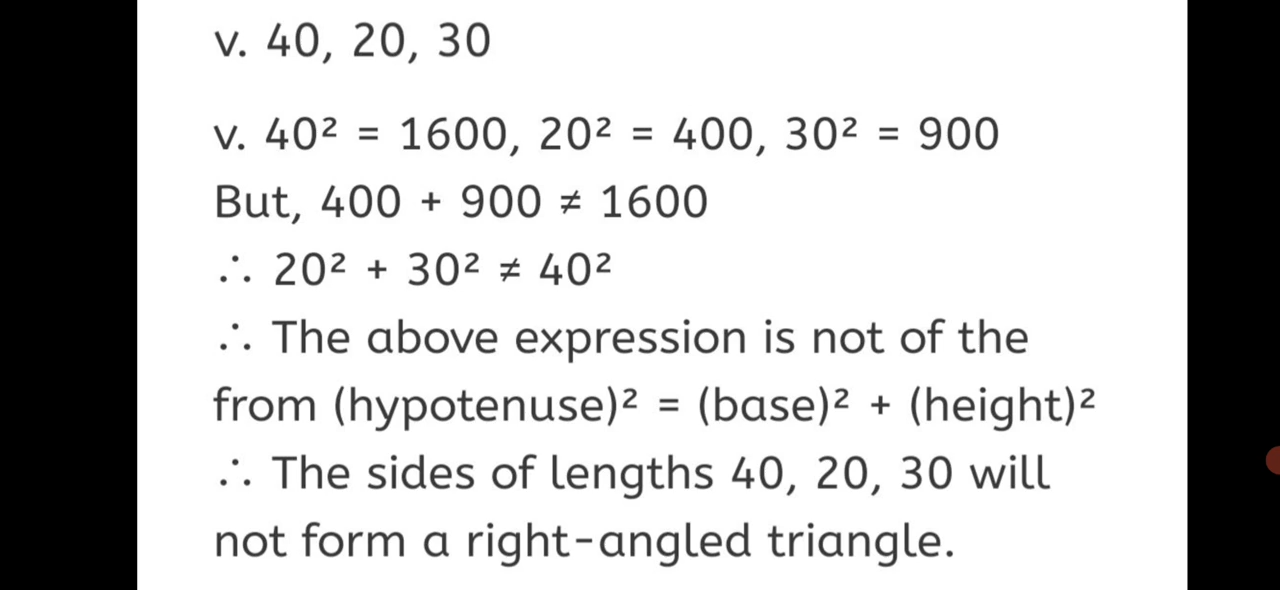 v. 40, 20, 30
v. 40² = 1600, 20² = 400, 30² = 900
But, 400 + 900 ≠ 1600
∴ 20² + 30² ≠ 40²
∴ The above expression is not of the
from (hypotenuse)² = (base)² + (height)²
∴ The sides of lengths 40, 20, 30 will
not form a right-angled triangle.